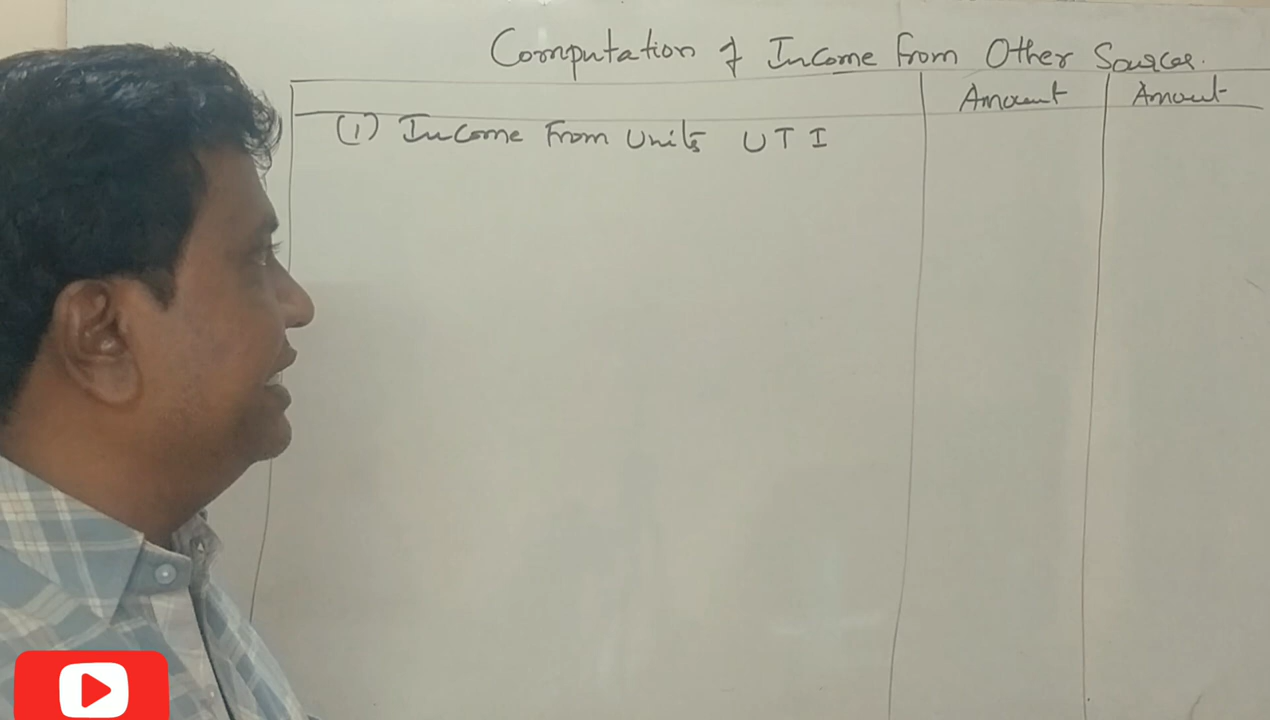 Computation of Income From Other Sources.
Amount Amount
(1) Income From Units UTI